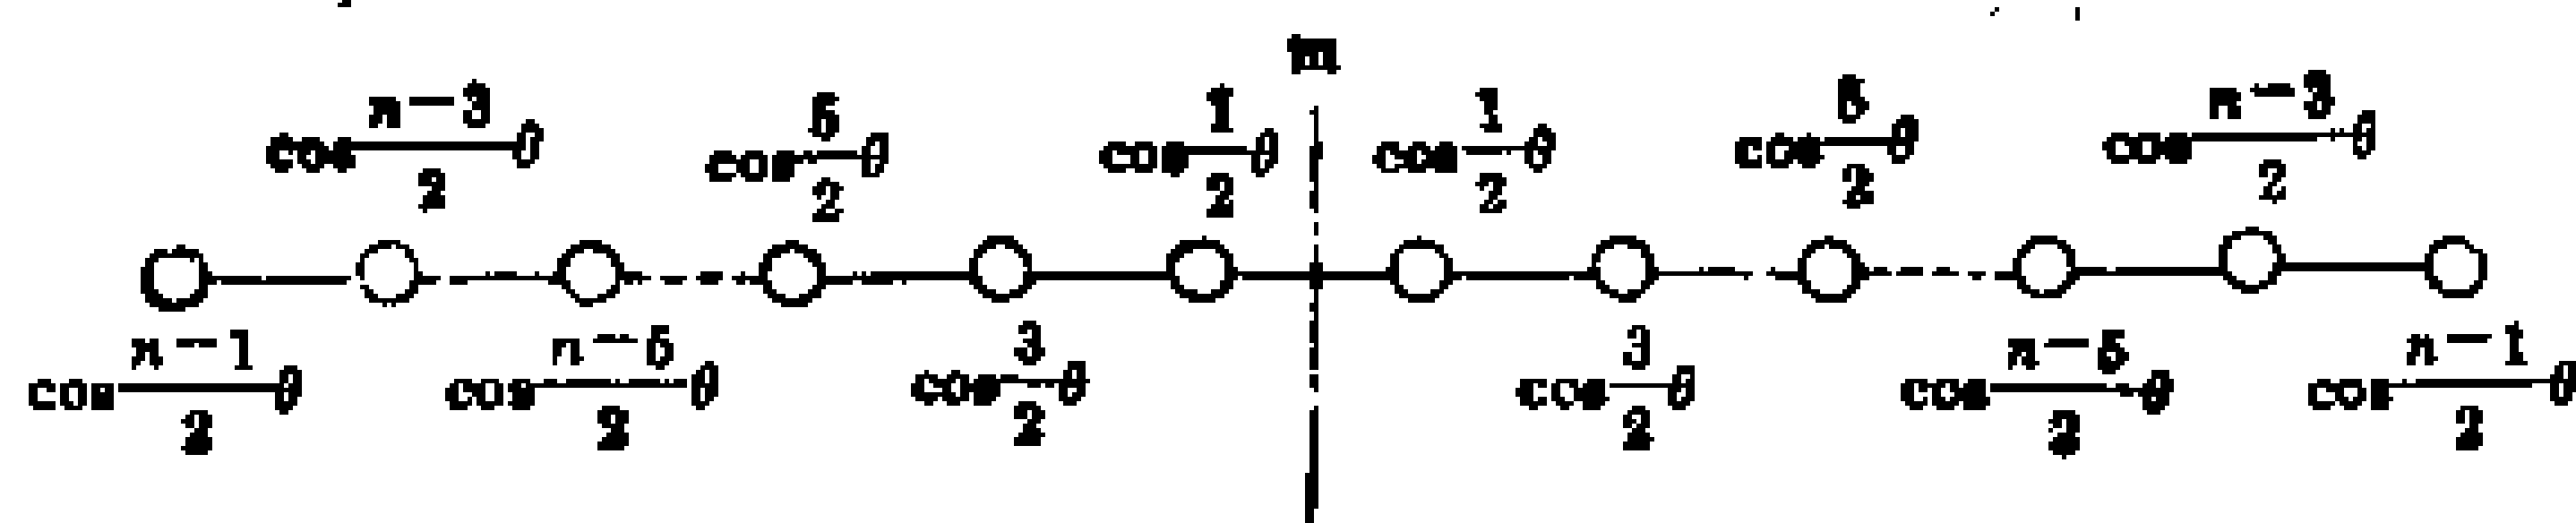 m
cos n-3/2 θ cos 5/2 θ cos 1/2 θ cos 1/2 θ cos 5/2 θ cos n-3/2 θ
cos n-1/2 θ cos n-5/2 θ cos 3/2 θ cos 3/2 θ cos n-5/2 θ cos n-1/2 θ